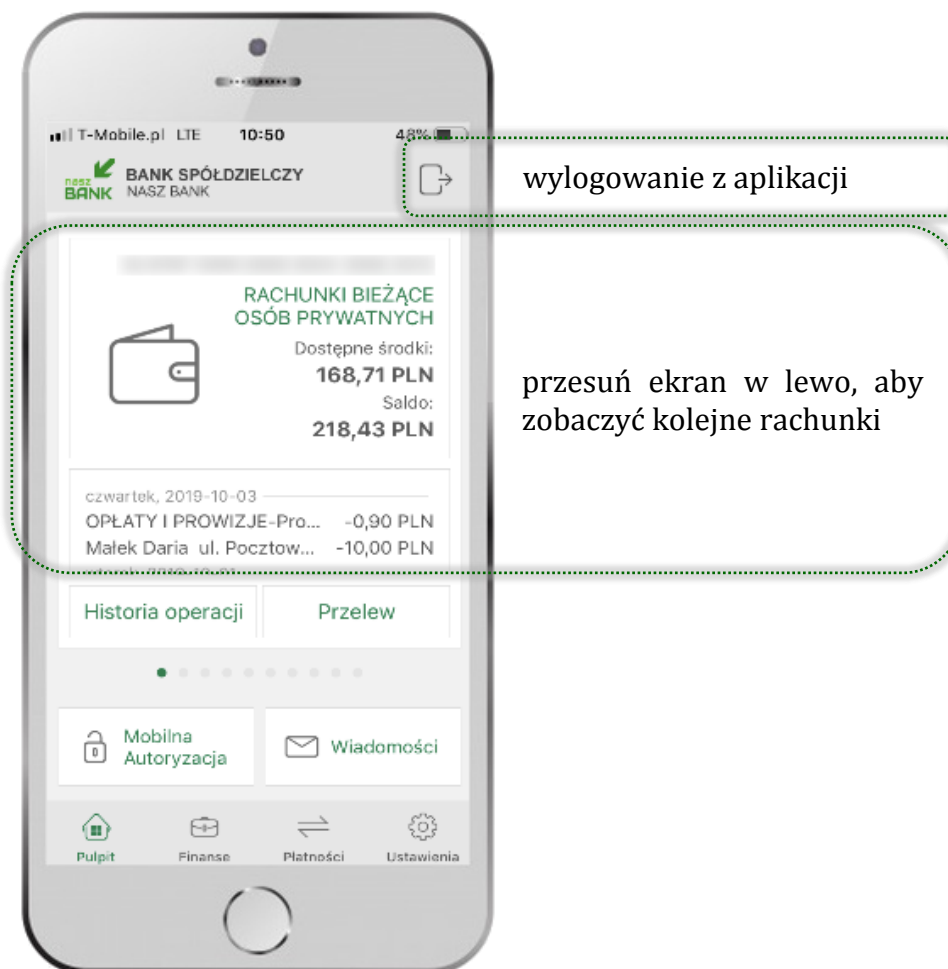 T-Mobile.pl LTE 10:50 48%
nasz BANK
BANK SPÓŁDZIELCZY
NASZ BANK
wylogowanie z aplikacji
RACHUNKI BIEŻĄCE
OSÓB PRYWATNYCH
Dostępne środki:
168,71 PLN
Saldo:
218,43 PLN
przesuń ekran w lewo, aby
zobaczyć kolejne rachunki
czwartek, 2019-10-03
OPŁATY I PROWIZJE-Pro... -0,90 PLN
Małek Daria ul. Pocztow... -10,00 PLN
Historia operacji Przelew
Mobilna
Autoryzacja
Wiadomości
Pulpit Finanse Płatności Ustawienia